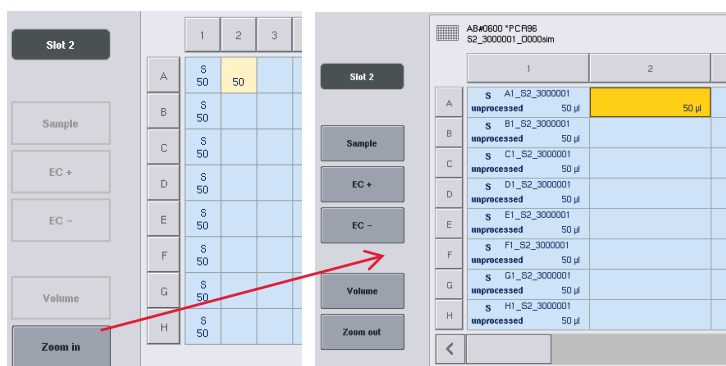 Slot 2
Sample
EC +
EC –
Volume
Zoom in
1 2 3
A S 50 50
B S 50
C S 50
D S 50
E S 50
F S 50
G S 50
H S 50
AB#0600 "PCR96
S2_3000001_0000sim
Slot 2
Sample
EC +
EC –
Volume
Zoom out
1 2
A S A1_S2_3000001
unprocessed 50 µl 50 µl
B S B1_S2_3000001
unprocessed 50 µl
C S C1_S2_3000001
unprocessed 50 µl
D S D1_S2_3000001
unprocessed 50 µl
E S E1_S2_3000001
unprocessed 50 µl
F S F1_S2_3000001
unprocessed 50 µl
G S G1_S2_3000001
unprocessed 50 µl
H S H1_S2_3000001
unprocessed 50 µl